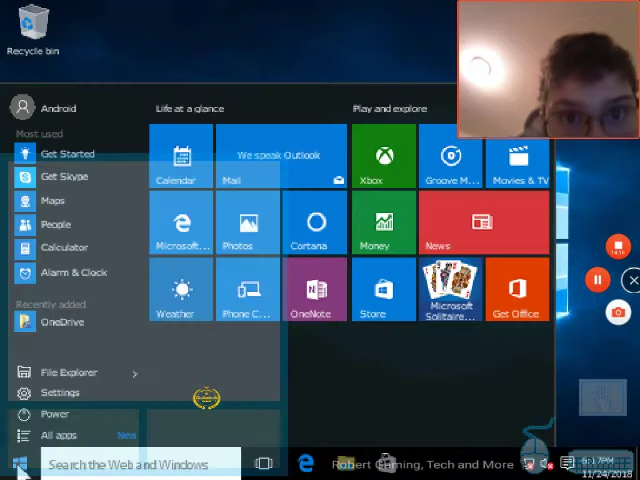 Recycle bin
Android
Life at a glance
Play and explore
Most used
Get Started
Get Skype
Maps
People
Calculator
Alarm & Clock
Recently added
OneDrive
File Explorer
Settings
Power
All apps
New
We speak Outlook
Calendar
Mail
Xbox
Groove M...
Movies & TV
Microsoft...
Photos
Cortana
Money
News
Weather
Phone C...
OneNote
Store
Microsoft
Solitaire...
Get Office
Search the Web and Windows
Robert Gaming, Tech and More
6:17PM
11/24/2018